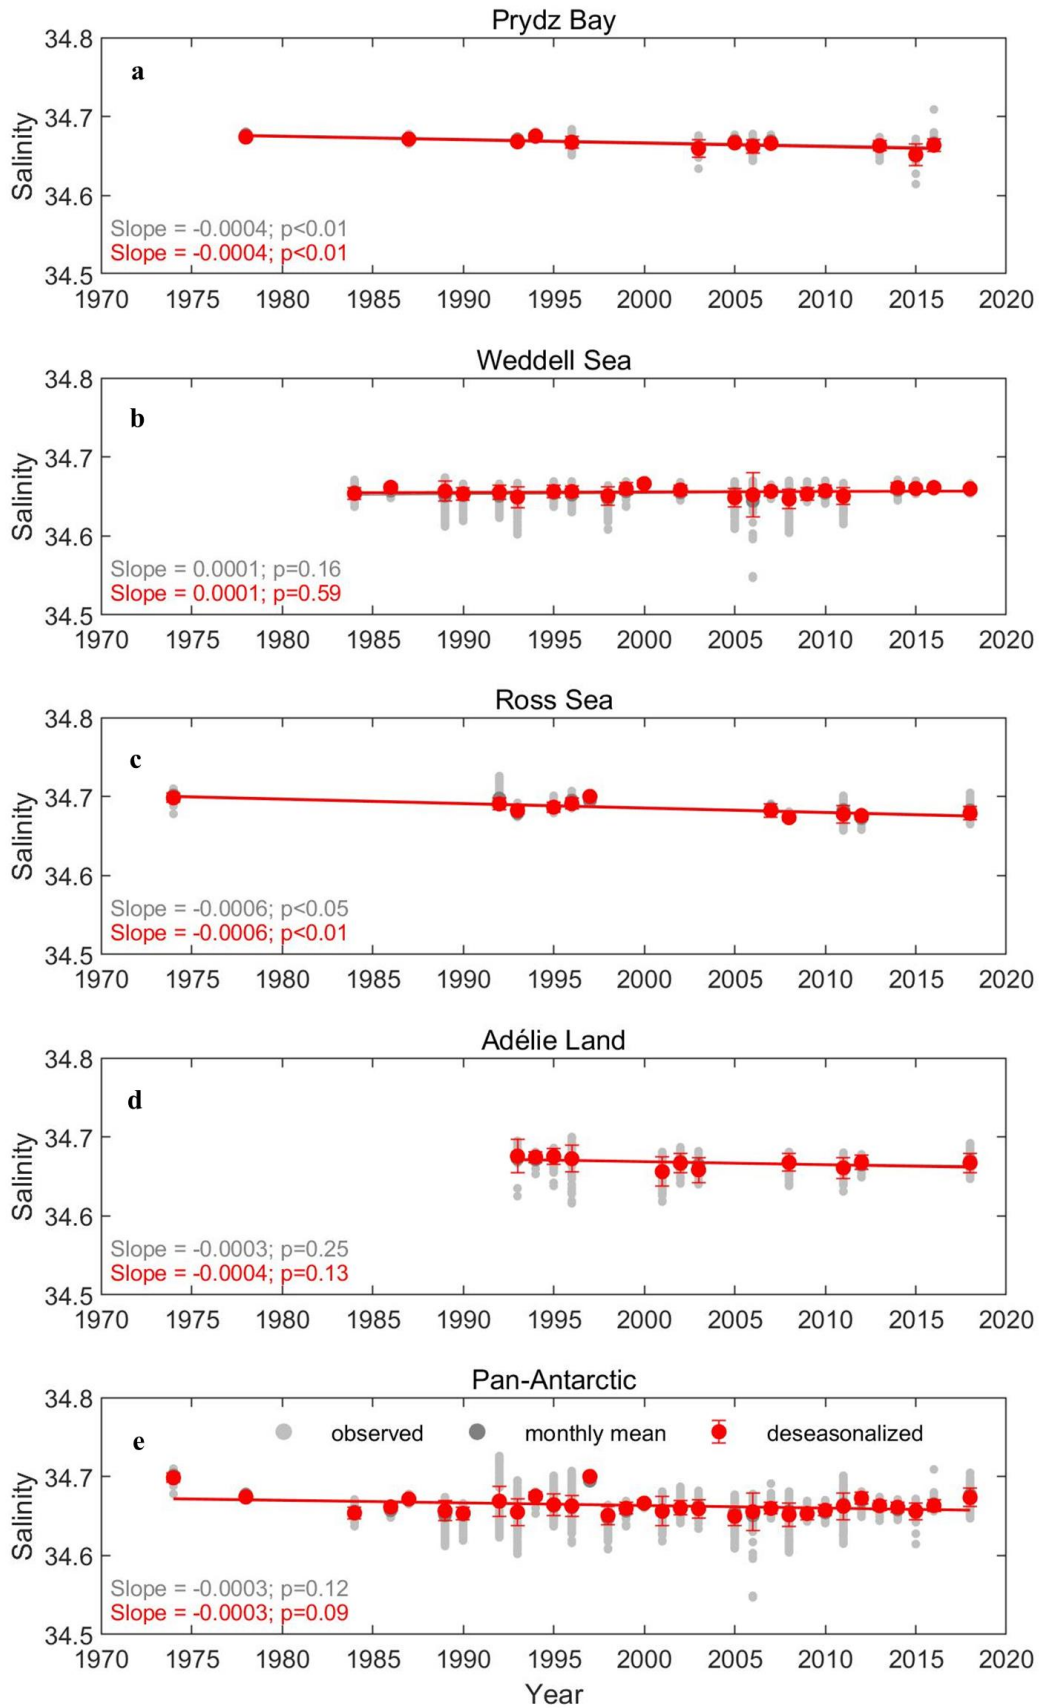 Prydz Bay
a
34.8
34.7
34.6
34.5
Salinity
Slope = -0.0004; p<0.01
Slope = -0.0004; p<0.01
1970 1975 1980 1985 1990 1995 2000 2005 2010 2015 2020
Weddell Sea
b
34.8
34.7
34.6
34.5
Salinity
Slope = 0.0001; p=0.16
Slope = 0.0001; p=0.59
1970 1975 1980 1985 1990 1995 2000 2005 2010 2015 2020
Ross Sea
c
34.8
34.7
34.6
34.5
Salinity
Slope = -0.0006; p<0.05
Slope = -0.0006; p<0.01
1970 1975 1980 1985 1990 1995 2000 2005 2010 2015 2020
Adélie Land
d
34.8
34.7
34.6
34.5
Salinity
Slope = -0.0003; p=0.25
Slope = -0.0004; p=0.13
1970 1975 1980 1985 1990 1995 2000 2005 2010 2015 2020
Pan-Antarctic
e
observed monthly mean deseasonalized
34.8
34.7
34.6
34.5
Salinity
Slope = -0.0003; p=0.12
Slope = -0.0003; p=0.09
1970 1975 1980 1985 1990 1995 2000 2005 2010 2015 2020
Year